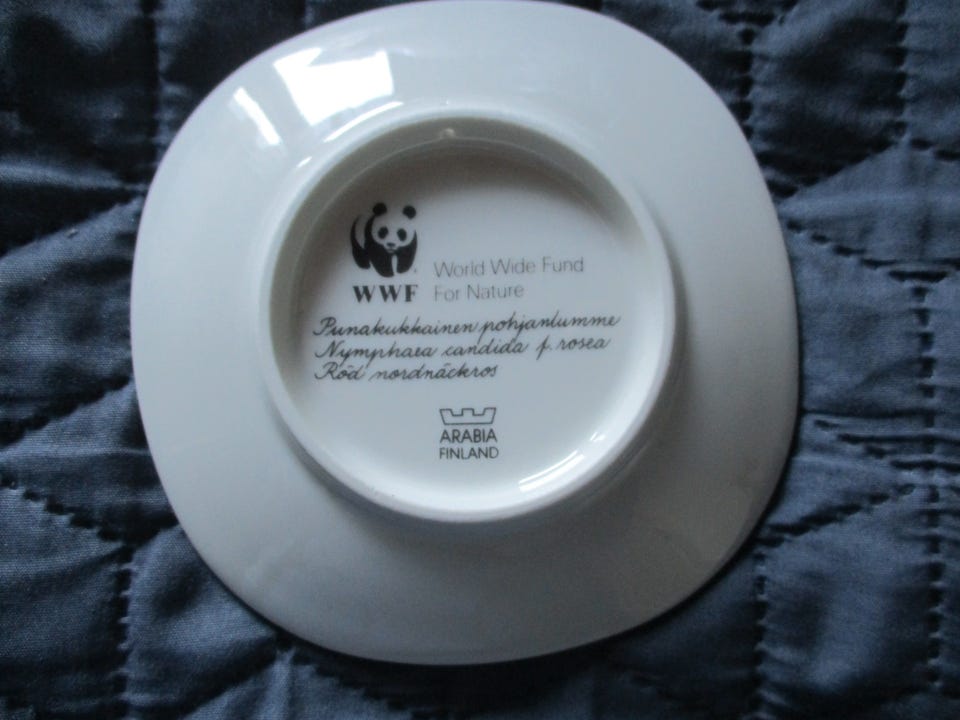 World Wide Fund
WWF For Nature
Punakukkainen pohjanlumme
Nymphaea candida f. rosea
Röd nordnäckros
ARABIA
FINLAND